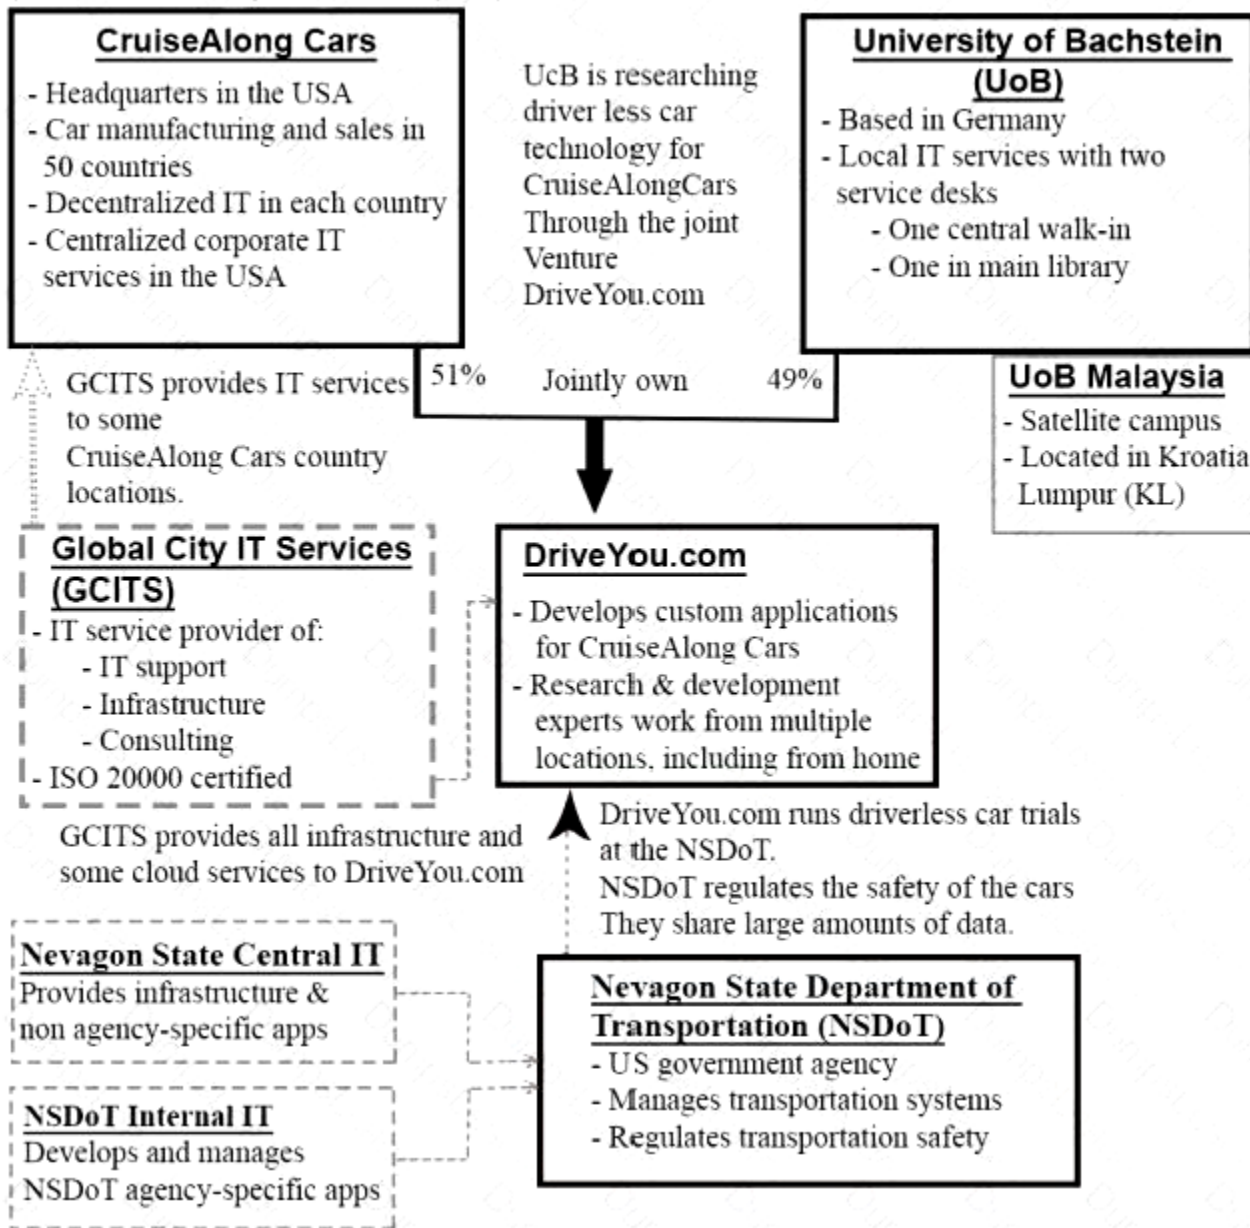 CruiseAlong Cars
- Headquarters in the USA
- Car manufacturing and sales in
50 countries
- Decentralized IT in each country
- Centralized corporate IT
services in the USA
UcB is researching
driver less car
technology for
CruiseAlongCars
Through the joint
Venture
DriveYou.com
University of Bachstein
(UoB)
- Based in Germany
- Local IT services with two
service desks
- One central walk-in
- One in main library
51% Jointly own 49%
UoB Malaysia
- Satellite campus
- Located in Kroatia
Lumpur (KL)
GCITS provides IT services
to some
CruiseAlong Cars country
locations.
Global City IT Services
(GCITS)
- IT service provider of:
- IT support
- Infrastructure
- Consulting
- ISO 20000 certified
DriveYou.com
- Develops custom applications
for CruiseAlong Cars
- Research & development
experts work from multiple
locations, including from home
GCITS provides all infrastructure and
some cloud services to DriveYou.com
DriveYou.com runs driverless car trials
at the NSDoT.
NSDoT regulates the safety of the cars
They share large amounts of data.
Nevagon State Central IT
Provides infrastructure &
non agency-specific apps
NSDoT Internal IT
Develops and manages
NSDoT agency-specific apps
Nevagon State Department of
Transportation (NSDoT)
- US government agency
- Manages transportation systems
- Regulates transportation safety